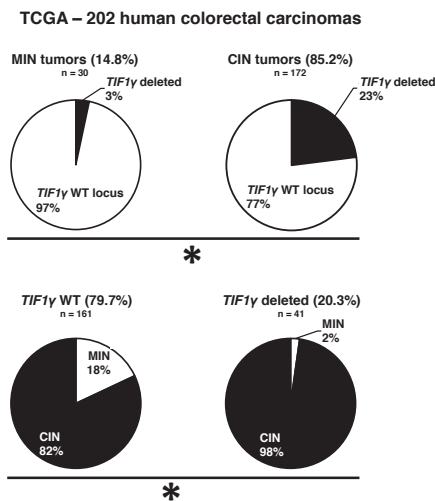 TCGA – 202 human colorectal carcinomas
MIN tumors (14.8%)
n = 30
TIF1γ deleted
3%
TIF1γ WT locus
97%
CIN tumors (85.2%)
n = 172
TIF1γ deleted
23%
TIF1γ WT locus
77%
*
TIF1γ WT (79.7%)
n = 161
MIN
18%
CIN
82%
TIF1γ deleted (20.3%)
n = 41
MIN
2%
CIN
98%
*